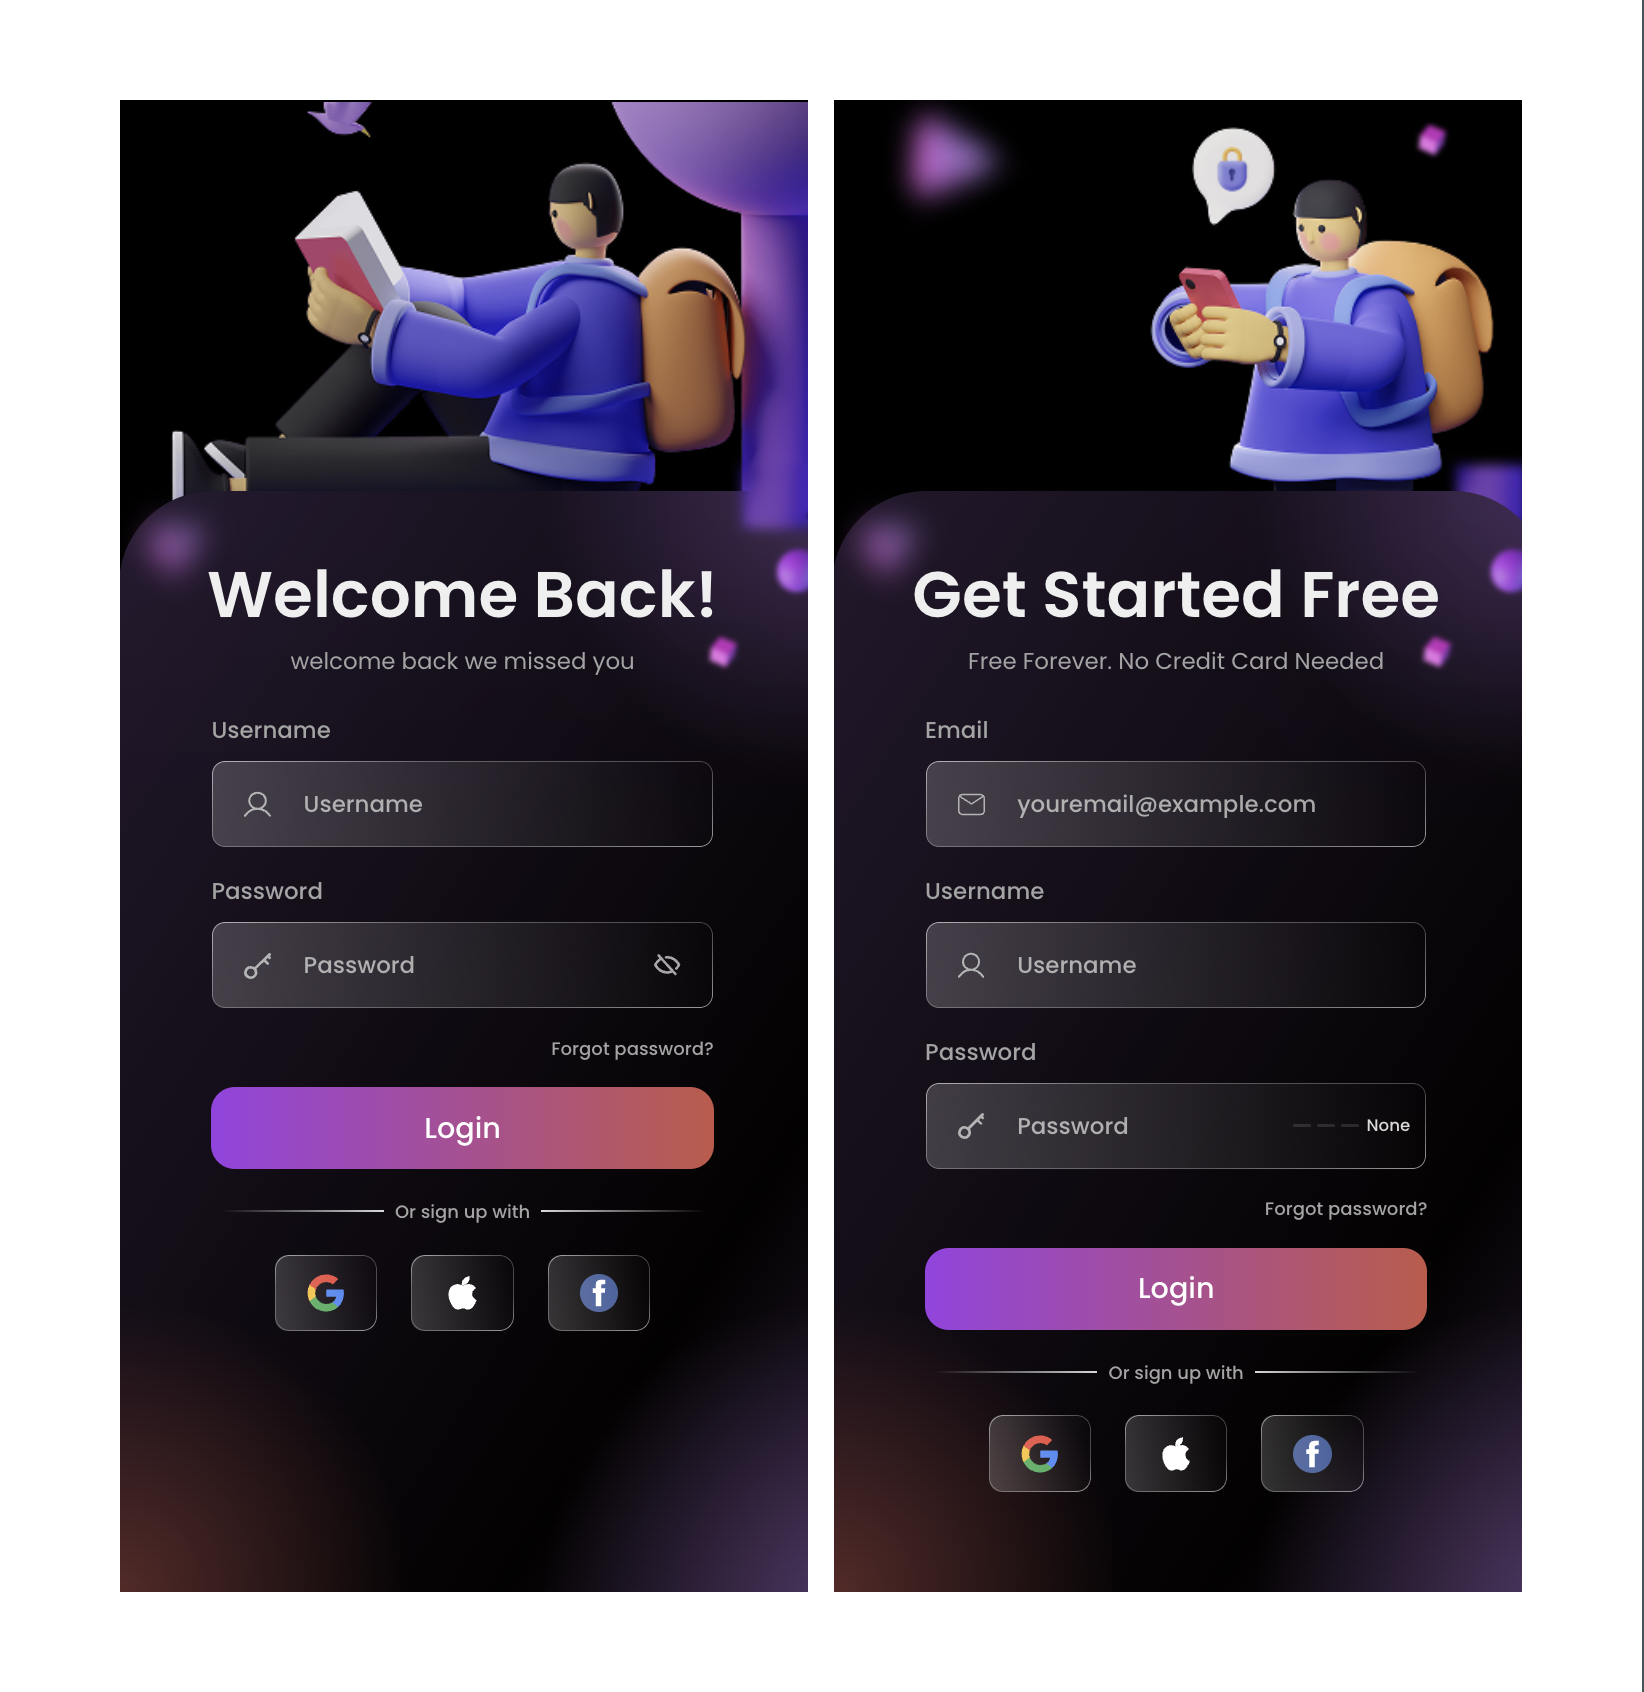 Welcome Back!
welcome back we missed you
Username
Username
Password
Password
Forgot password?
Login
Or sign up with
Get Started Free
Free Forever. No Credit Card Needed
Email
youremail@example.com
Username
Username
Password
Password None
Forgot password?
Login
Or sign up with